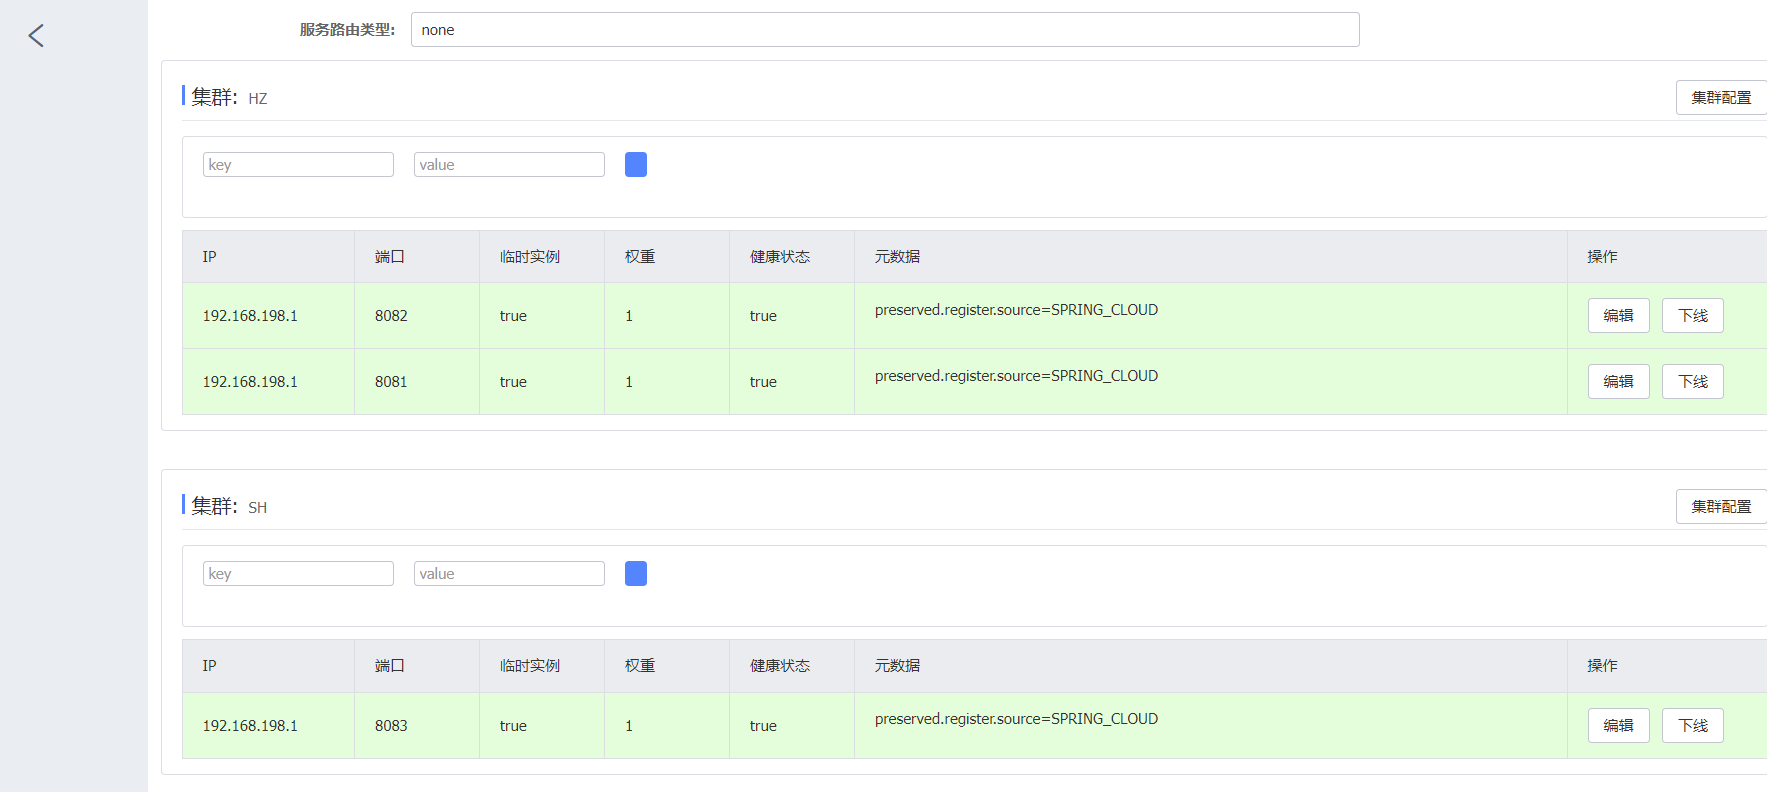 服务路由类型: none
集群: HZ 集群配置
key value
IP 端口 临时实例 权重 健康状态 元数据 操作
192.168.198.1 8082 true 1 true preserved.register.source=SPRING_CLOUD 编辑 下线
192.168.198.1 8081 true 1 true preserved.register.source=SPRING_CLOUD 编辑 下线
集群: SH 集群配置
key value
IP 端口 临时实例 权重 健康状态 元数据 操作
192.168.198.1 8083 true 1 true preserved.register.source=SPRING_CLOUD 编辑 下线